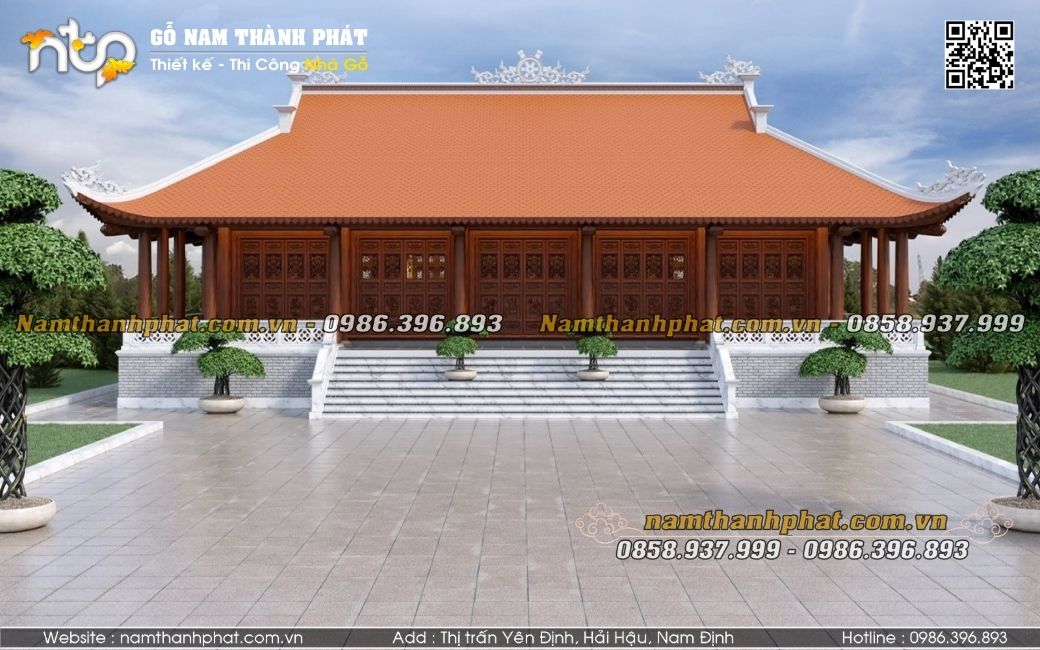 ntp
GỖ NAM THÀNH PHÁT
Thiết kế - Thi Công Nhà Gỗ
Namthanhphat.com.vn - 0986.396.893
Namthanhphat.com.vn - 0858.937.999
namthanhphat.com.vn
0858.937.999 - 0986.396.893
Website : namthanhphat.com.vn
Add : Thị trấn Yên Định, Hải Hậu, Nam Định
Hotline : 0986.396.893